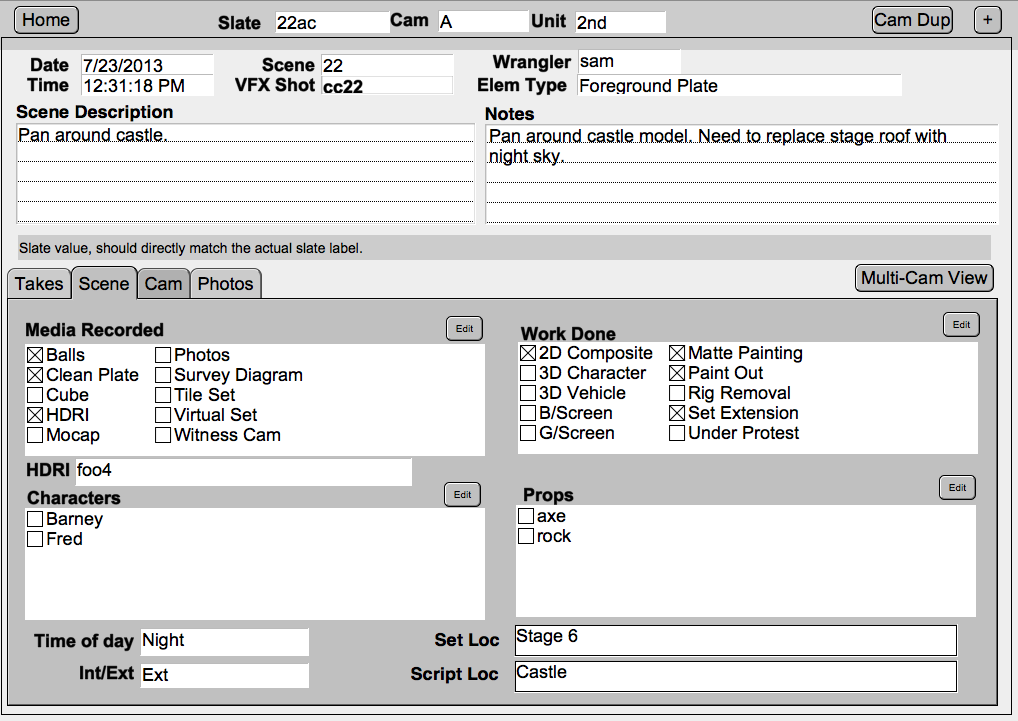 Home Slate 22ac Cam A Unit 2nd Cam Dup +
Date 7/23/2013 Scene 22 Wrangler sam
Time 12:31:18 PM VFX Shot cc22 Elem Type Foreground Plate
Scene Description
Pan around castle.
Notes
Pan around castle model. Need to replace stage roof with
night sky.
Slate value, should directly match the actual slate label.
Takes Scene Cam Photos Multi-Cam View
Media Recorded Edit
Balls Photos
Clean Plate Survey Diagram
Cube Tile Set
HDRI Virtual Set
Mocap Witness Cam
Work Done Edit
2D Composite Matte Painting
3D Character Paint Out
3D Vehicle Rig Removal
B/Screen Set Extension
G/Screen Under Protest
HDRI foo4
Characters Edit
Barney
Fred
Props Edit
axe
rock
Time of day Night Set Loc Stage 6
Int/Ext Ext Script Loc Castle